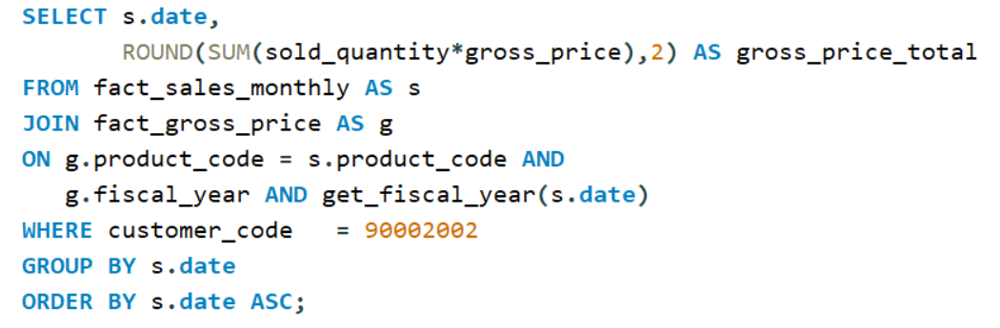 SELECT s.date,
ROUND(SUM(sold_quantity*gross_price),2) AS gross_price_total
FROM fact_sales_monthly AS s
JOIN fact_gross_price AS g
ON g.product_code = s.product_code AND
g.fiscal_year AND get_fiscal_year(s.date)
WHERE customer_code   = 90002002
GROUP BY s.date
ORDER BY s.date ASC;